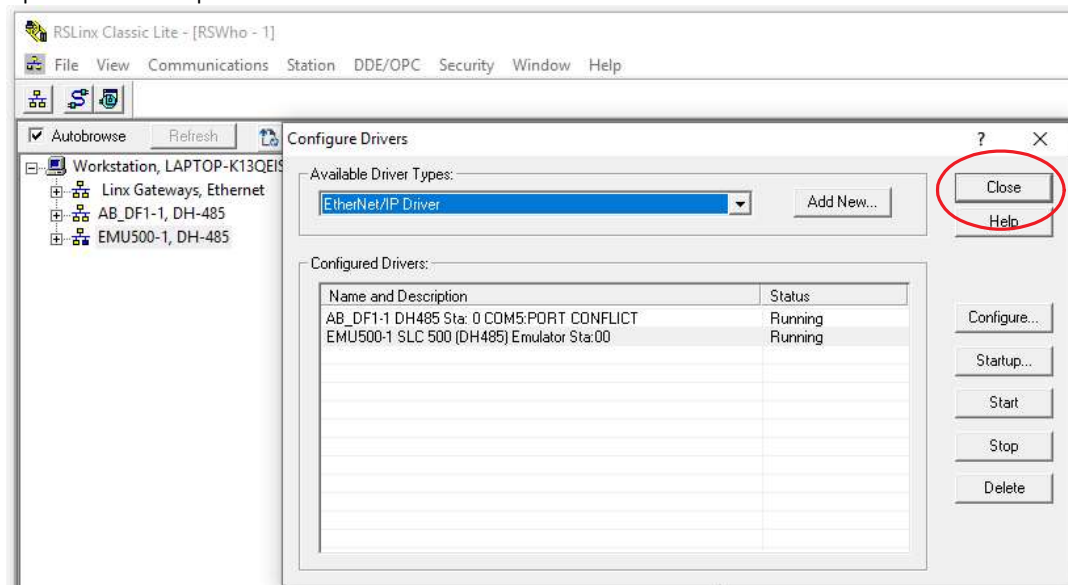 RSLinx Classic Lite - [RSWho - 1]
File View Communications Station DDE/OPC Security Window Help
Autobrowse Refresh
Workstation, LAPTOP-K13QEI
Linx Gateways, Ethernet
AB_DF1-1, DH-485
EMU500-1, DH-485
Configure Drivers ? X
Available Driver Types:
EtherNet/IP Driver
Add New...
Close
Help
Configured Drivers:
Name and Description Status
AB_DF1-1 DH485 Sta: 0 COM5:PORT CONFLICT Running
EMU500-1 SLC 500 (DH485) Emulator Sta:00 Running
Configure...
Startup...
Start
Stop
Delete